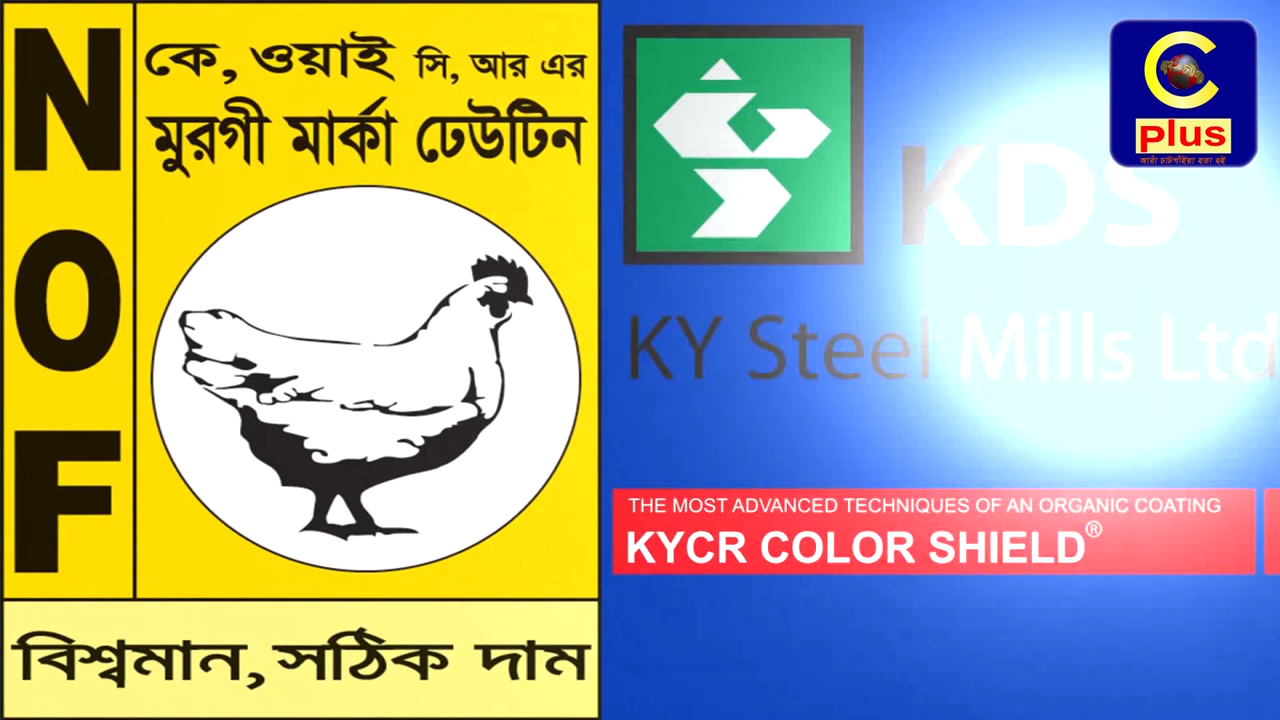 NOF
কে, ওয়াই সি, আর এর
মুরগী মার্কা ঢেউটিন
বিশ্বমান, সঠিক দাম
KDS
KY Steel Mills Ltd
THE MOST ADVANCED TECHNIQUES OF AN ORGANIC COATING
KYCR COLOR SHIELD®
C
plus